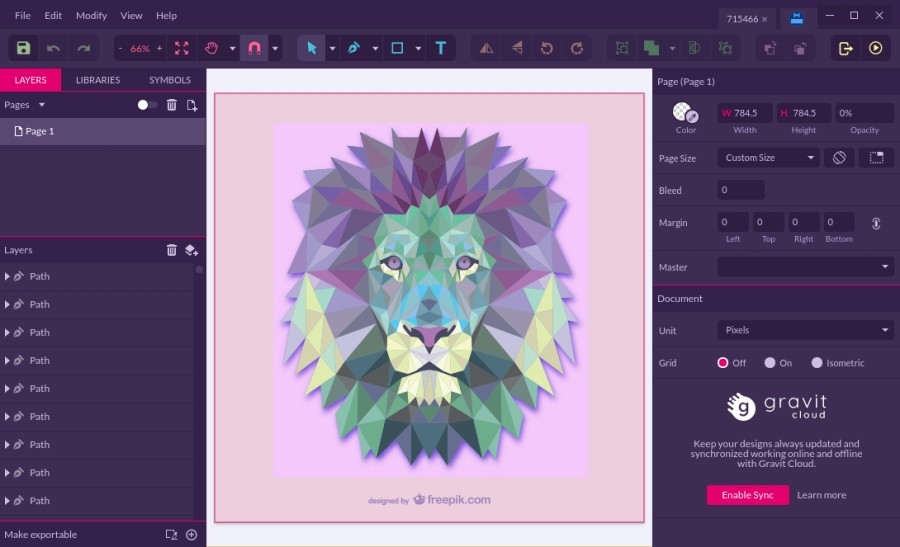 File Edit Modify View Help
715466 ×
- 66% +
T
LAYERS LIBRARIES SYMBOLS
Pages
Page 1
Layers
Path
Path
Path
Path
Path
Path
Path
Path
Path
Make exportable
designed by freepik.com
Page (Page 1)
W 784.5 H 784.5 0%
Color Width Height Opacity
Page Size Custom Size
Bleed 0
Margin 0 0 0 0
Left Top Right Bottom
Master
Document
Unit Pixels
Grid Off On Isometric
g gravit
cloud
Keep your designs always updated and
synchronized working online and offline
with Gravit Cloud.
Enable Sync Learn more